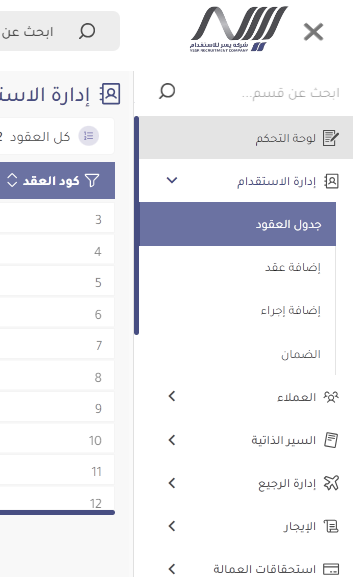 شركة يسر للاستقدام
YESR RECRUITMENT COMPANY
ابحث عن
ابحث عن قسم...
لوحة التحكم
إدارة الاستقدام
جدول العقود
إضافة عقد
إضافة إجراء
الضمان
العملاء
السير الذاتية
إدارة الرجيع
الإيجار
استحقاقات العمالة
إدارة الاست
كل العقود 2
كود العقد
3
4
5
6
7
8
9
10
11
12